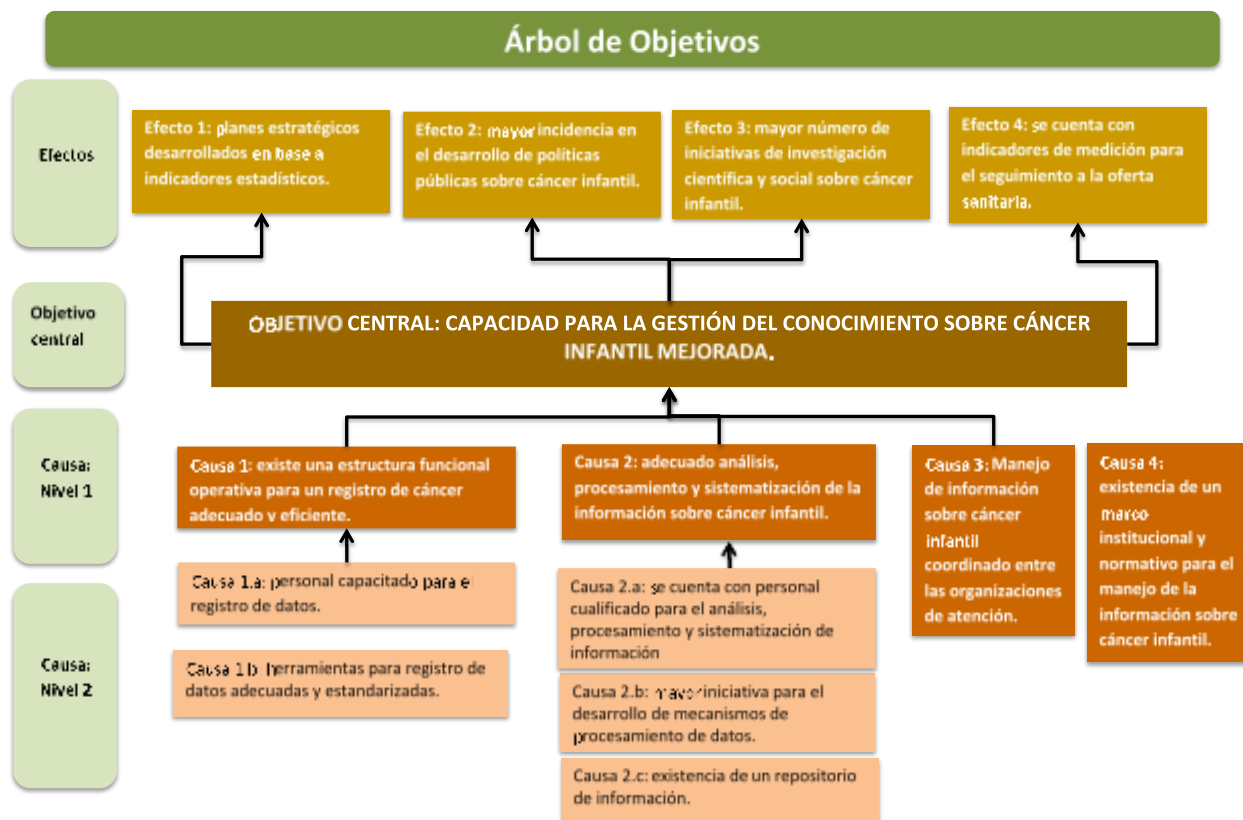 Árbol de Objetivos
Efectos
Efecto 1: planes estratégicos
desarrollados en base a
indicadores estadísticos.
Efecto 2: mayor incidencia en
el desarrollo de políticas
públicas sobre cáncer infantil.
Efecto 3: mayor número de
iniciativas de investigación
científica y social sobre cáncer
infantil.
Efecto 4: se cuenta con
indicadores de medición para
el seguimiento a la oferta
sanitaria.
Objetivo
central
OBJETIVO CENTRAL: CAPACIDAD PARA LA GESTIÓN DEL CONOCIMIENTO SOBRE CÁNCER
INFANTIL MEJORADA.
Causa:
Nivel 1
Causa 1: existe una estructura funcional
operativa para un registro de cáncer
adecuado y eficiente.
Causa 2: adecuado análisis,
procesamiento y sistematización de la
información sobre cáncer infantil.
Causa 3: Manejo
de información
sobre cáncer
infantil
coordinado entre
las organizaciones
de atención.
Causa 4:
existencia de un
marco
institucional y
normativo para el
manejo de la
información sobre
cáncer infantil.
Causa:
Nivel 2
Causa 1.a: personal capacitado para el
registro de datos.
Causa 1.b: herramientas para registro de
datos adecuadas y estandarizadas.
Causa 2.a: se cuenta con personal
cualificado para el análisis,
procesamiento y sistematización de
información
Causa 2.b: mayor iniciativa para el
desarrollo de mecanismos de
procesamiento de datos.
Causa 2.c: existencia de un repositorio
de información.